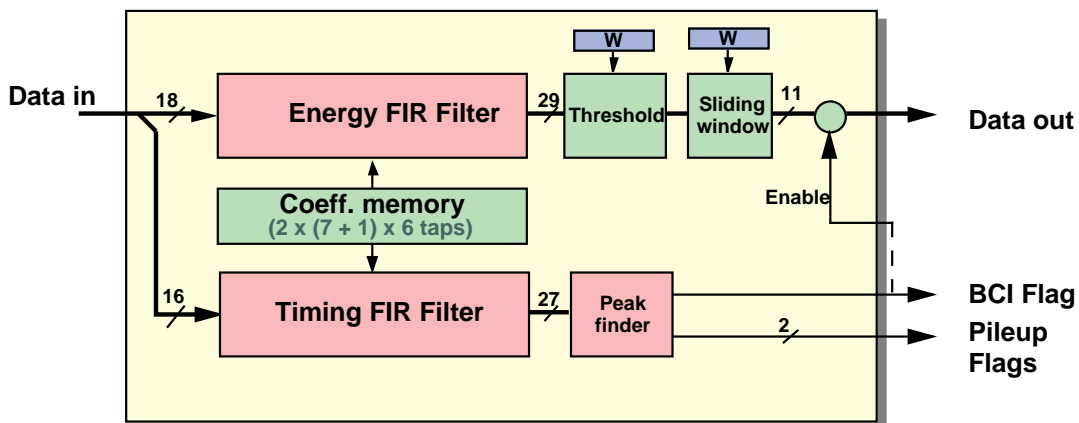 W
W
Data in
18
Energy FIR Filter
29
Threshold
Sliding
window
11
Data out
Coeff. memory
(2 x (7 + 1) x 6 taps)
Enable
16
Timing FIR Filter
27
Peak
finder
BCI Flag
2
Pileup
Flags